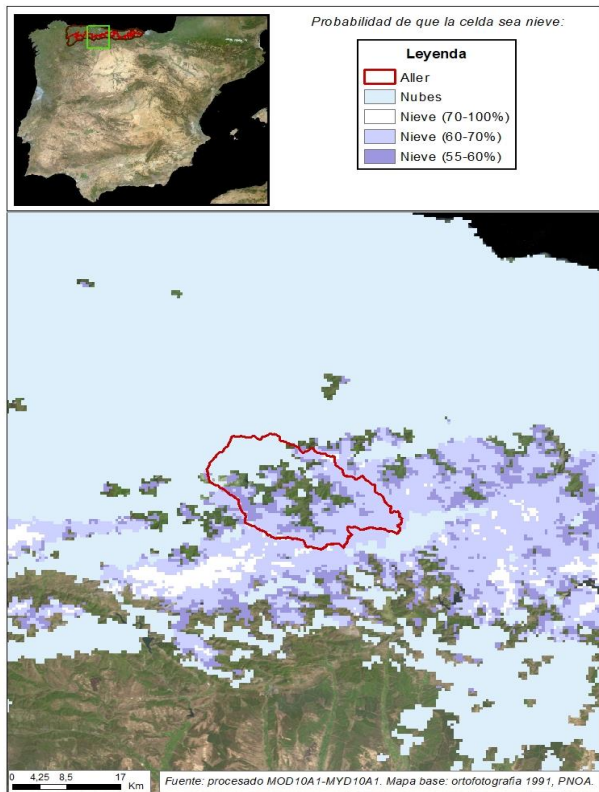 Probabilidad de que la celda sea nieve:
Leyenda
Aller
Nubes
Nieve (70-100%)
Nieve (60-70%)
Nieve (55-60%)
0 4,25 8,5 17
Km
Fuente: procesado MOD10A1-MYD10A1. Mapa base: ortofotografia 1991, PNOA.